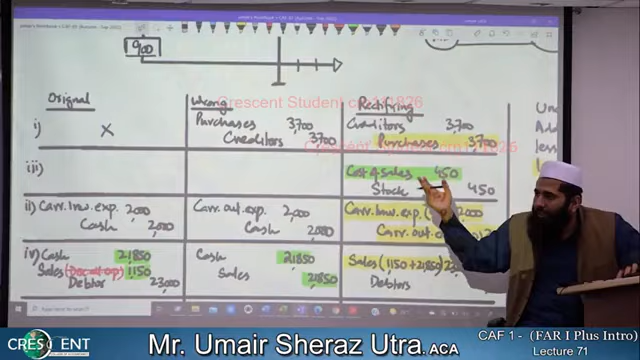 900
Original
Wrong
Rectifying
Crescent Student crn111826
i) X
Purchases 3,700
Creditors 3,700
Creditors 3,700
Purchases 3,700
iii)
Cost of sales 450
Stock 450
ii) Carr. Inw. exp. 2,000
Cash 2,000
Carr. out. exp. 2,000
Cash 2,000
Carr. Inw. exp. 2,000
Carr. out.
iv) Cash 21,850
Sales 1150
Debtor 23,000
Cash 21,850
Sales 21,850
Sales (1,150 + 21,850)
Debtors
CRESCENT
Mr. Umair Sheraz Utra. ACA
CAF 1 - (FAR I Plus Intro)
Lecture 71